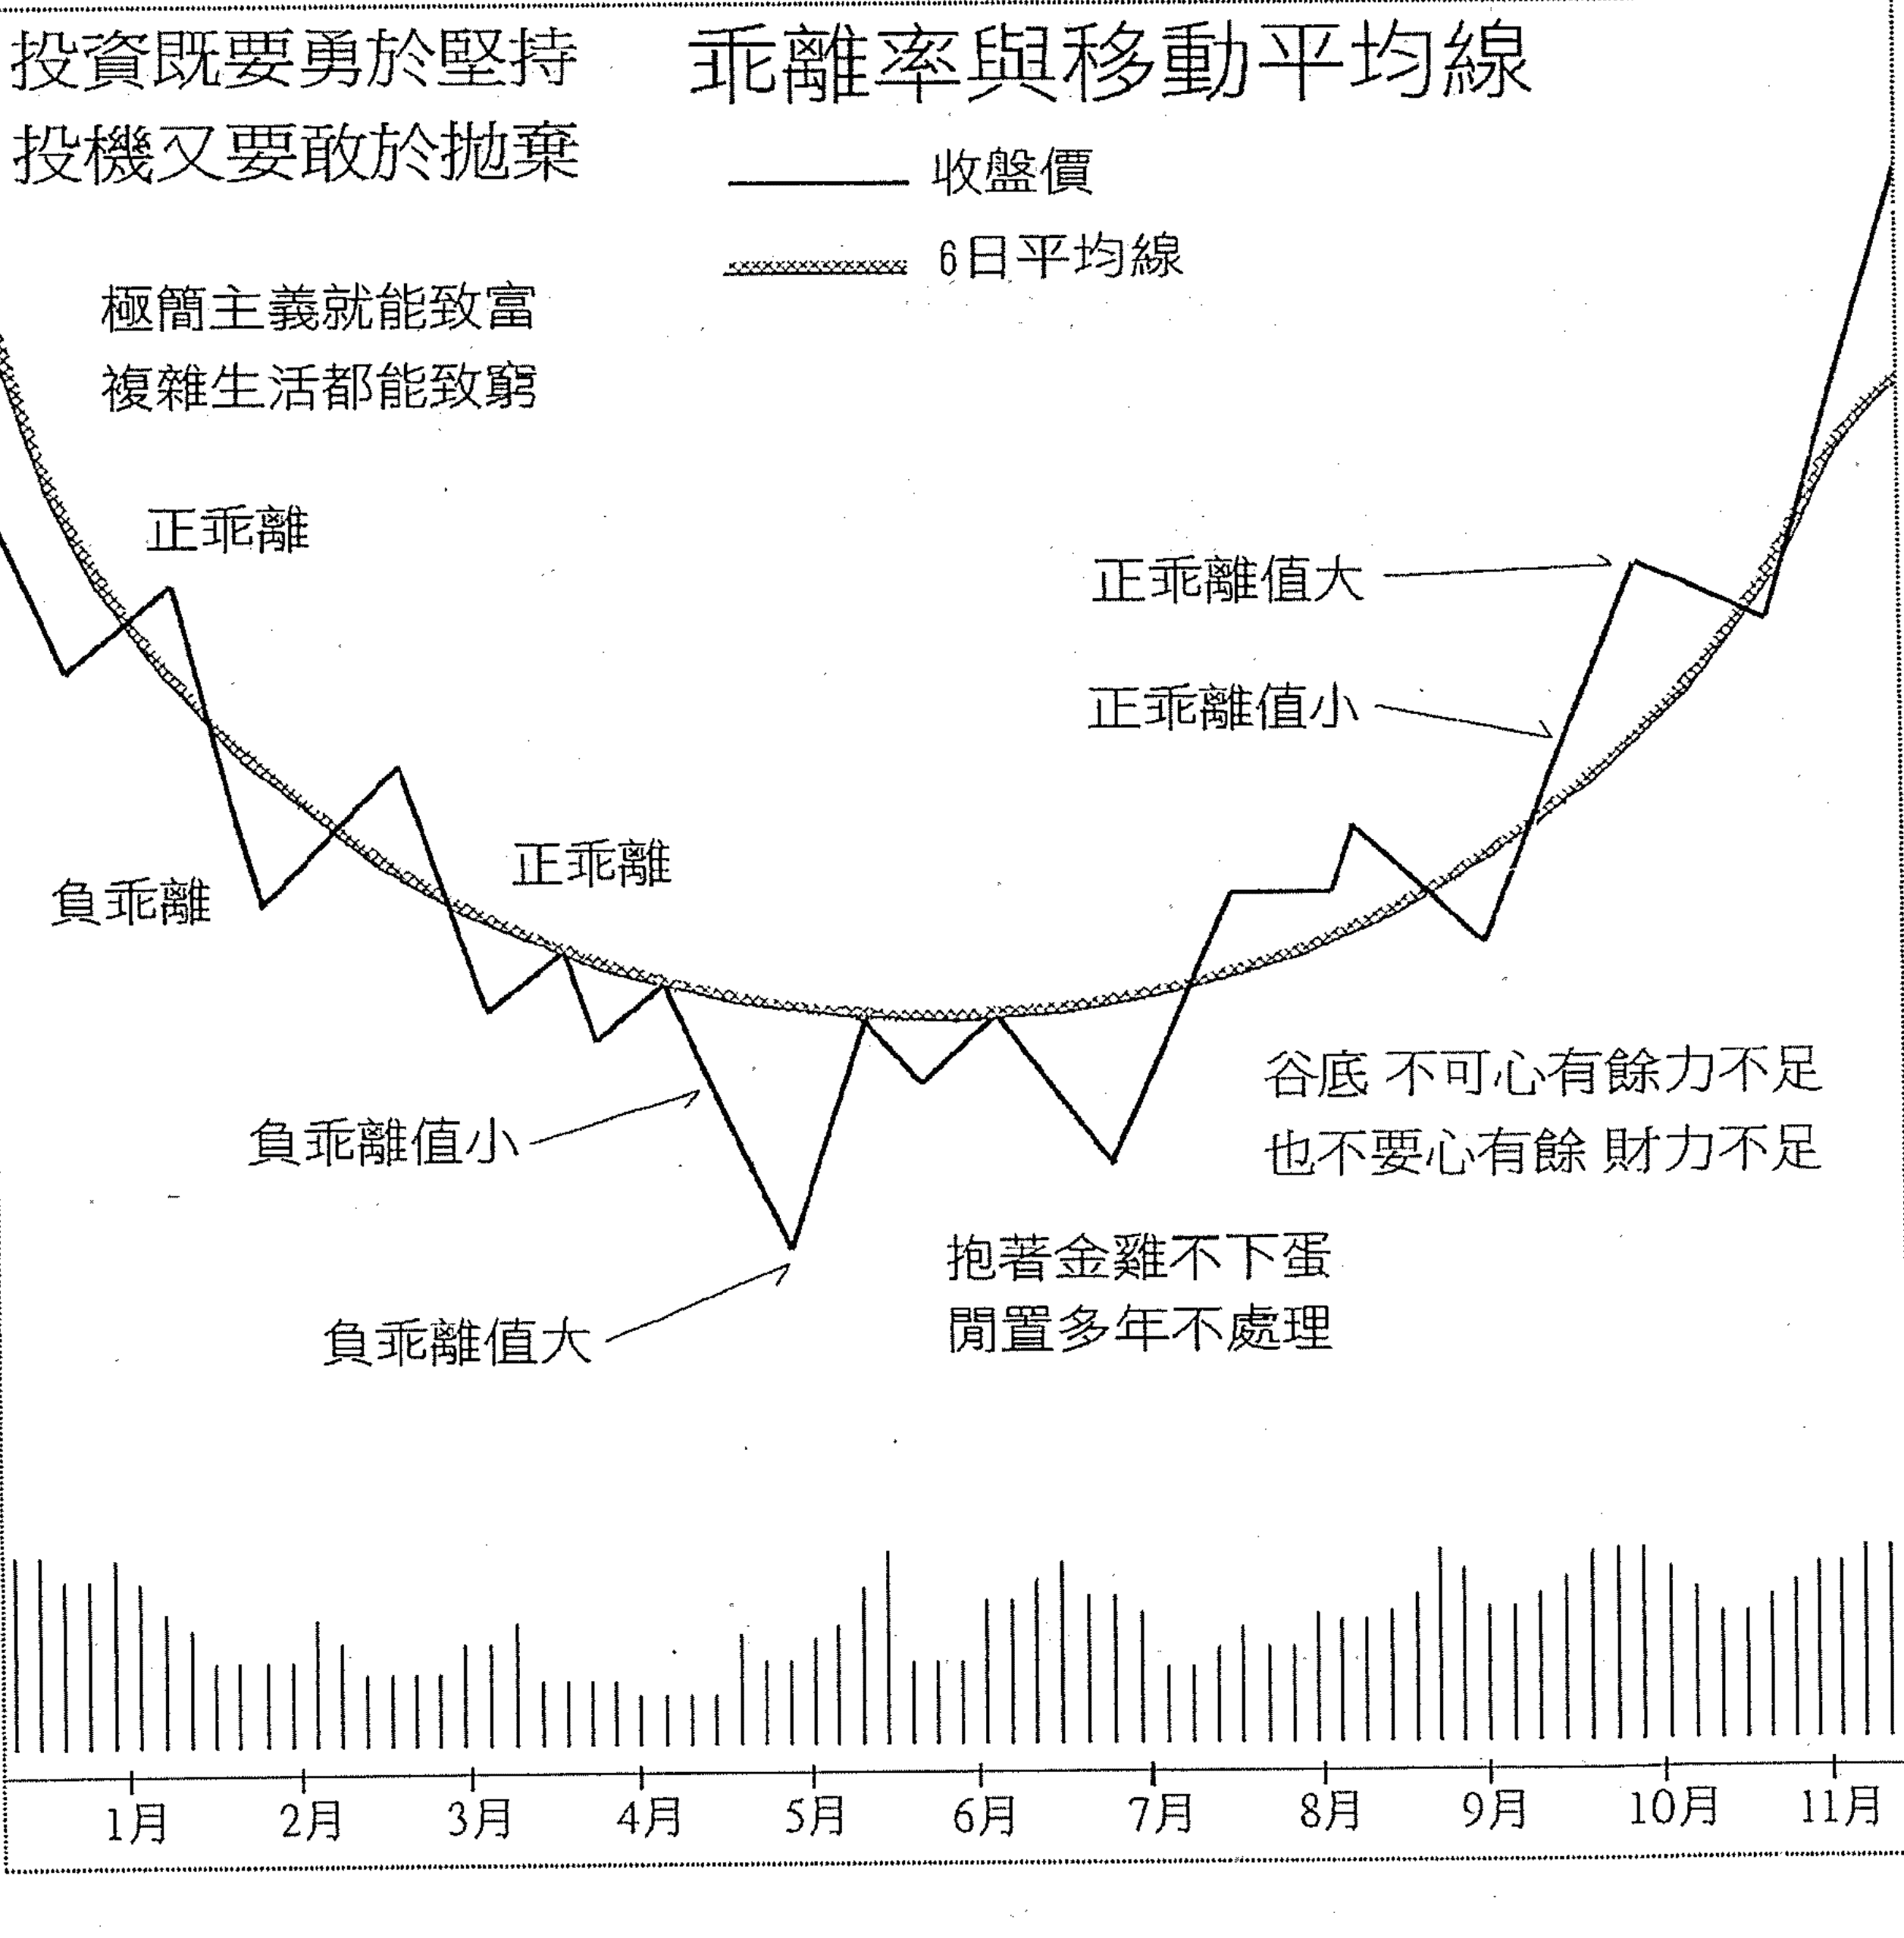 投資既要勇於堅持
投機又要敢於拋棄
乖離率與移動平均線
收盤價
6日平均線
極簡主義就能致富
複雜生活都能致窮
正乖離
正乖離值大
正乖離值小
正乖離
負乖離
谷底 不可心有餘力不足
也不要心有餘 財力不足
負乖離值小
抱著金雞不下蛋
閒置多年不處理
負乖離值大
1月 2月 3月 4月 5月 6月 7月 8月 9月 10月 11月